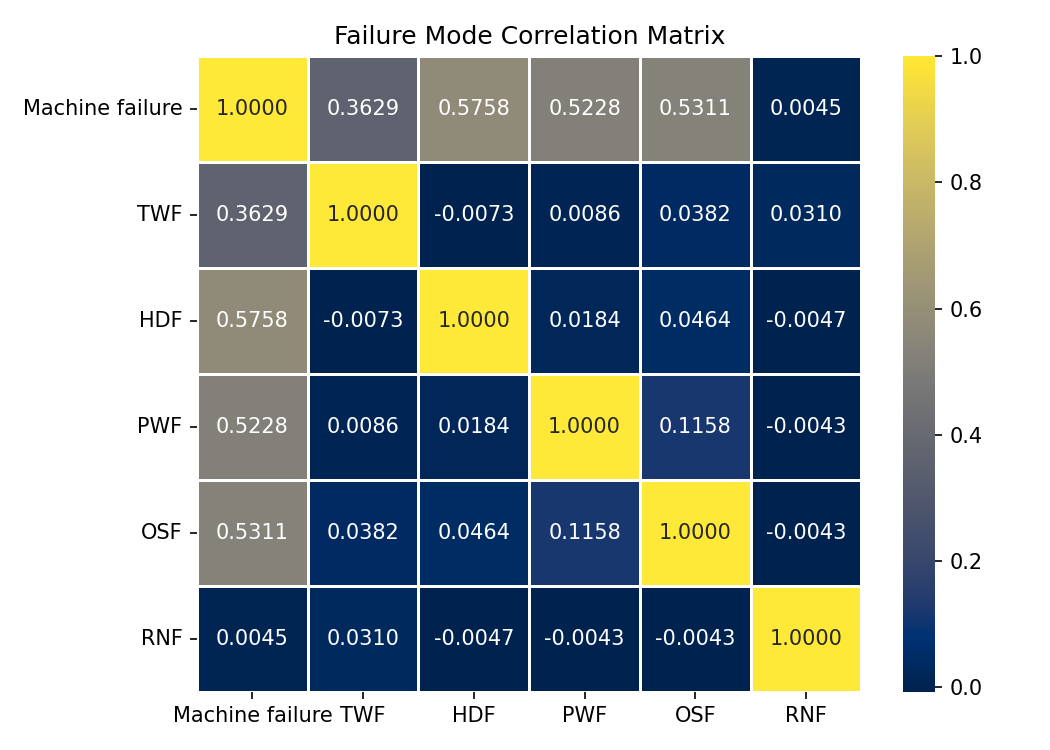 Failure Mode Correlation Matrix
Machine failure 1.0000 0.3629 0.5758 0.5228 0.5311 0.0045
TWF 0.3629 1.0000 -0.0073 0.0086 0.0382 0.0310
HDF 0.5758 -0.0073 1.0000 0.0184 0.0464 -0.0047
PWF 0.5228 0.0086 0.0184 1.0000 0.1158 -0.0043
OSF 0.5311 0.0382 0.0464 0.1158 1.0000 -0.0043
RNF 0.0045 0.0310 -0.0047 -0.0043 -0.0043 1.0000
Machine failure TWF HDF PWF OSF RNF
1.0
0.8
0.6
0.4
0.2
0.0